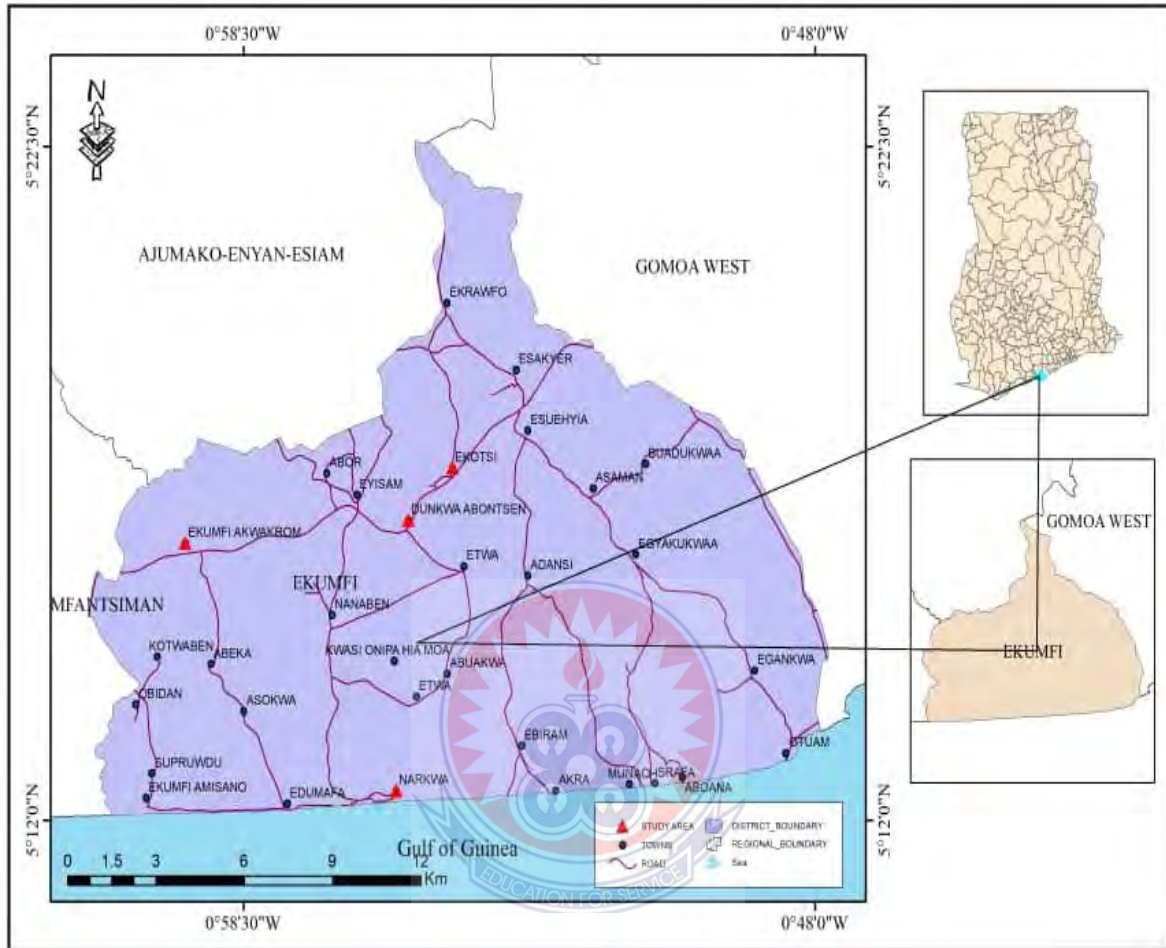 0°58'30"W
0°48'0"W
N
5°22'30"N
5°22'30"N
AJUMAKO-ENYAN-ESIAM
GOMOA WEST
EKRAWFO
ESAKYER
ESUEHYIA
BUADUKWAA
EKOTSI
ABOR
ASAMAN
EYISAM
DUNKWA ABONTSEN
EKUMFI AKWAKROM
EGYAKUKWAA
ETWA
ADANSI
EKUMFI
MFANTSIMAN
NANABEN
KOTWABEN
ABEKA
KWASI ONIPA HIA MOA
ABUAKWA
EGANKWA
ETWA
OBIDAN
ASOKWA
EBIRAM
OTUAM
SUPRUWDU
EKUMFI AMISANO
NARKWA
EDUMAFA
AKRA
MUNACH
SRAFA
ABOANA
5°12'0"N
5°12'0"N
Gulf of Guinea
0 1.5 3 6 9 12
Km
STUDY AREA
TOWNS
ROAD
DISTRICT_BOUNDARY
REGIONAL_BOUNDARY
Sea
EDUCATION FOR SERVICE
0°58'30"W
0°48'0"W
GOMOA WEST
EKUMFI